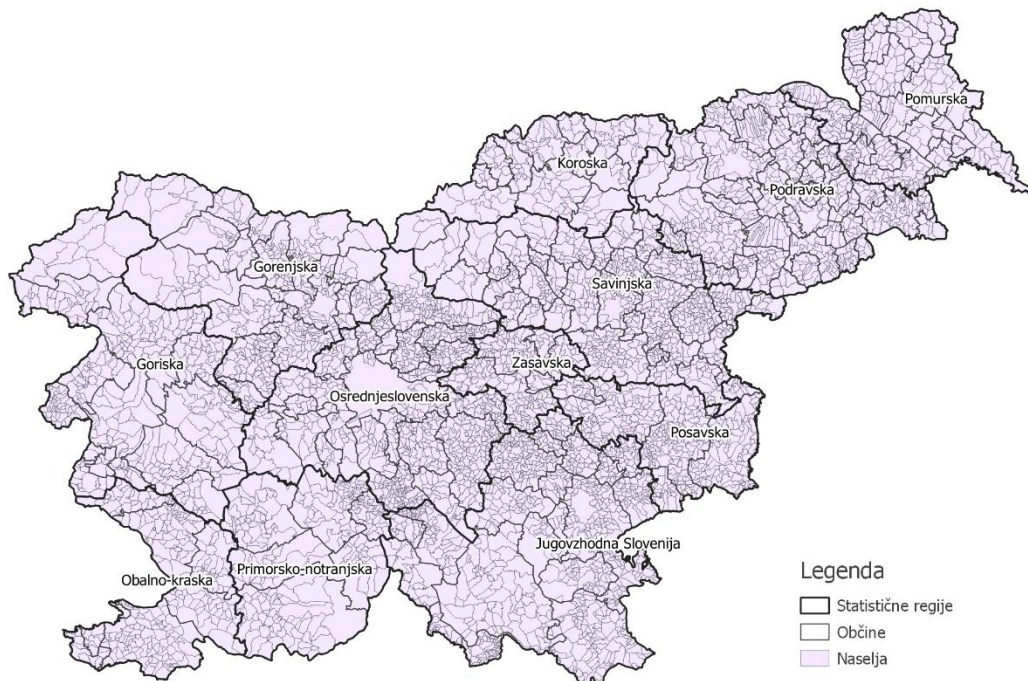 Pomurska
Koroska
Podravska
Gorenjska
Savinjska
Goriska
Zasavska
Osrednjeslovenska
Posavska
Jugovzhodna Slovenija
Primorsko-notranjska
Obalno-kraska
Legenda
Statistične regije
Občine
Naselja